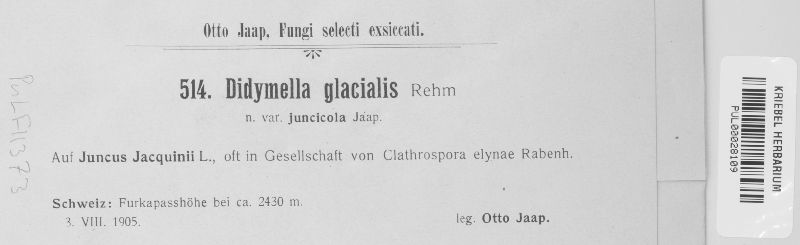 Otto Jaap, Fungi selecti exsiccati.
514. Didymella glacialis Rehm
n. var. juncicola Jaap.
Auf Juncus Jacquinii L., oft in Gesellschaft von Clathrospora elynae Rabenh.
Schweiz: Furkapasshöhe bei ca. 2430 m.
3. VIII. 1905.
leg. Otto Jaap.
PULF11373
KRIEBEL HERBARIUM
PUL00028109